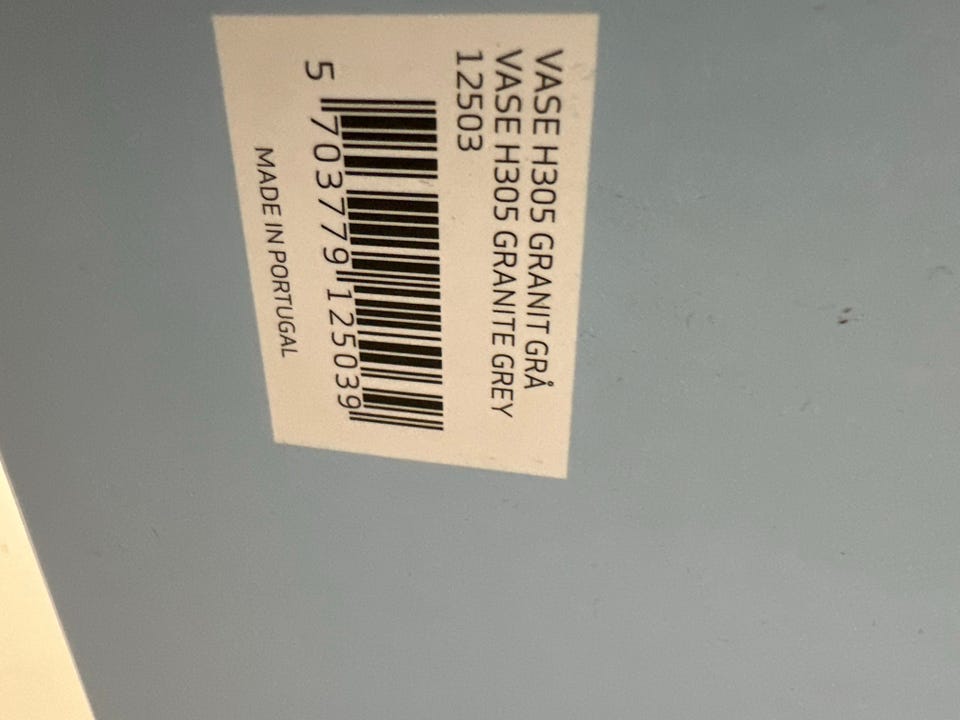 VASE H305 GRANIT GRÅ
VASE H305 GRANITE GREY
12503
5 703779 125039
MADE IN PORTUGAL